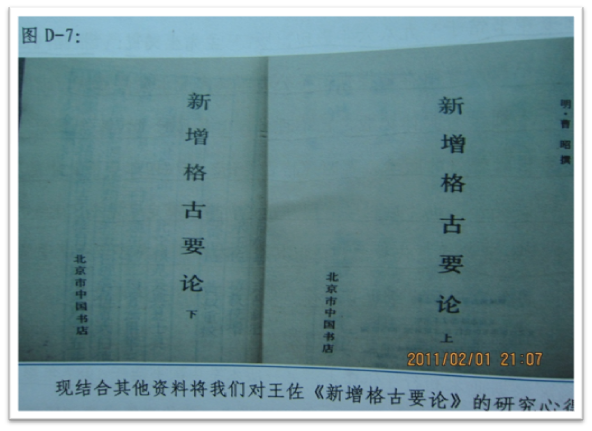 图 D-7:
明·曹 昭 撰
新增格古要论 上
北京市中国书店
新增格古要论 下
北京市中国书店
2011/02/01 21:07
现结合其他资料将我们对王佐《新增格古要论》的研究心得